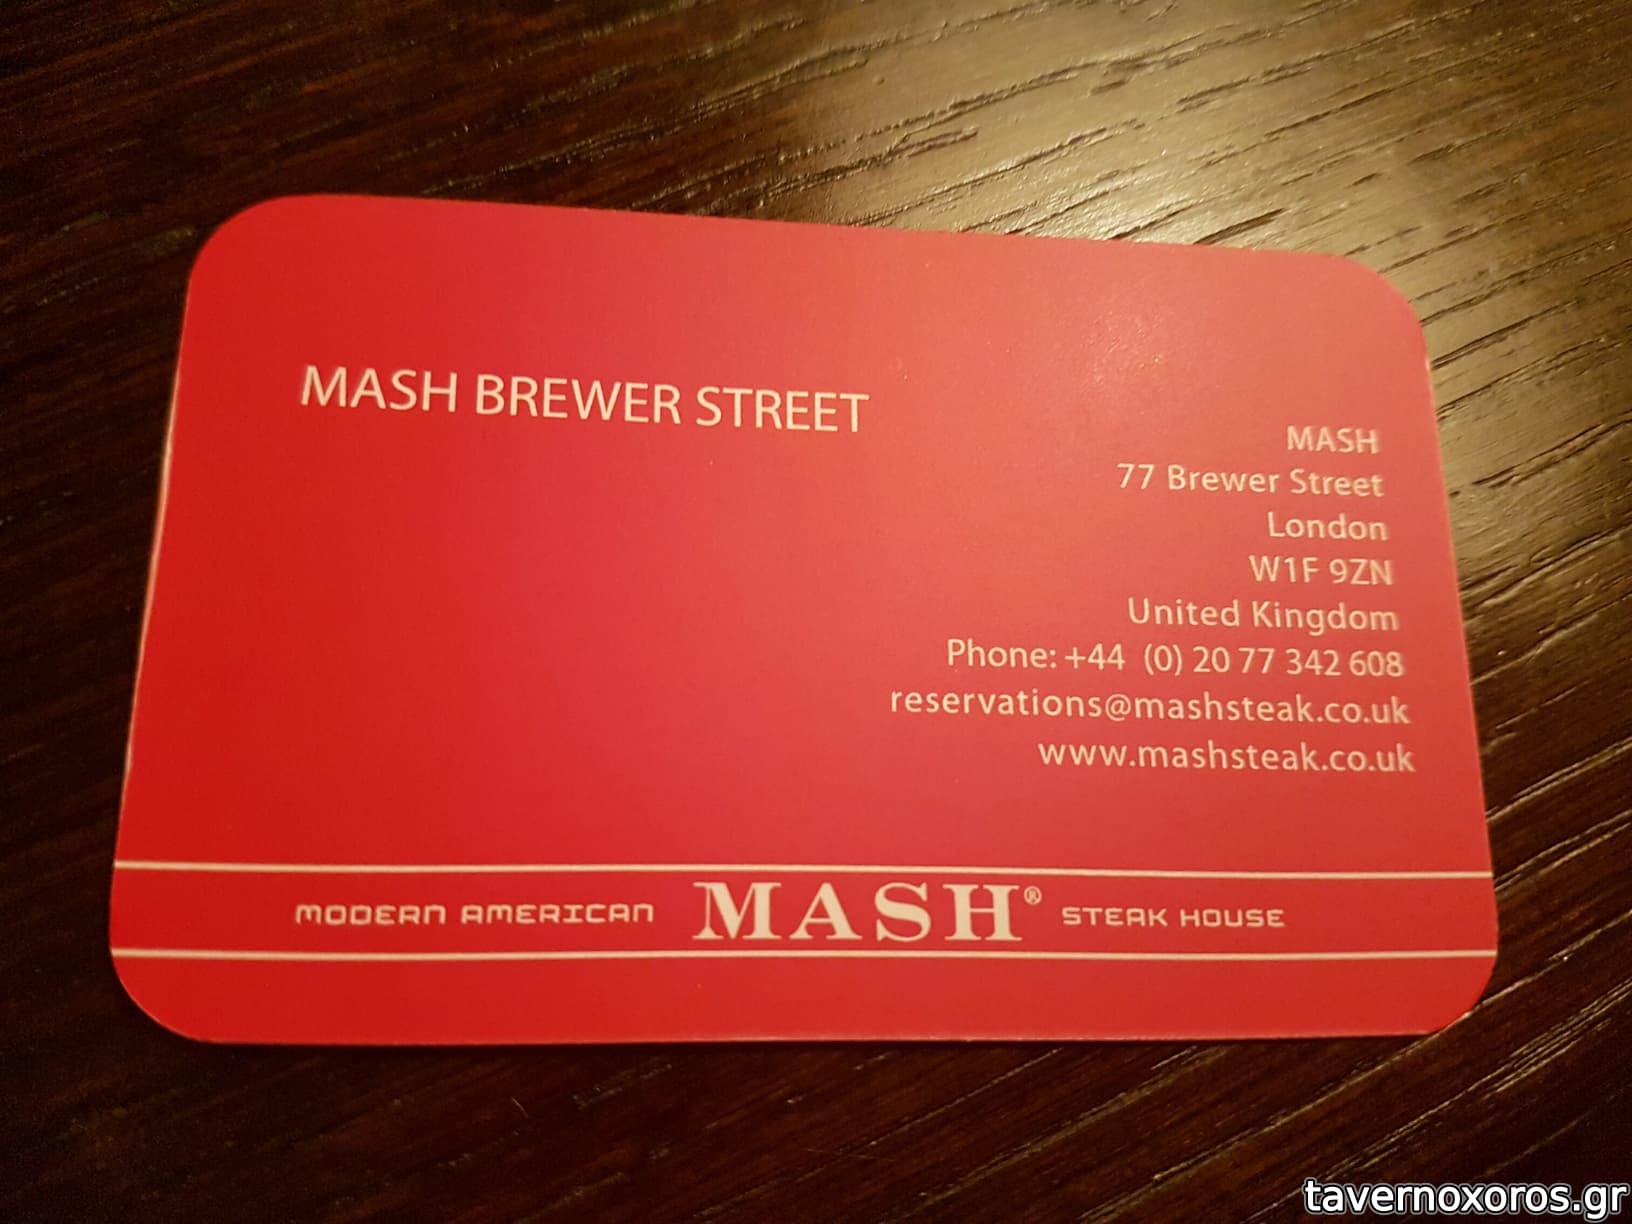 MASH BREWER STREET
MASH
77 Brewer Street
London
W1F 9ZN
United Kingdom
Phone: +44 (0) 20 77 342 608
reservations@mashsteak.co.uk
www.mashsteak.co.uk
MODERN AMERICAN MASH® STEAK HOUSE
tavernoxoros.gr